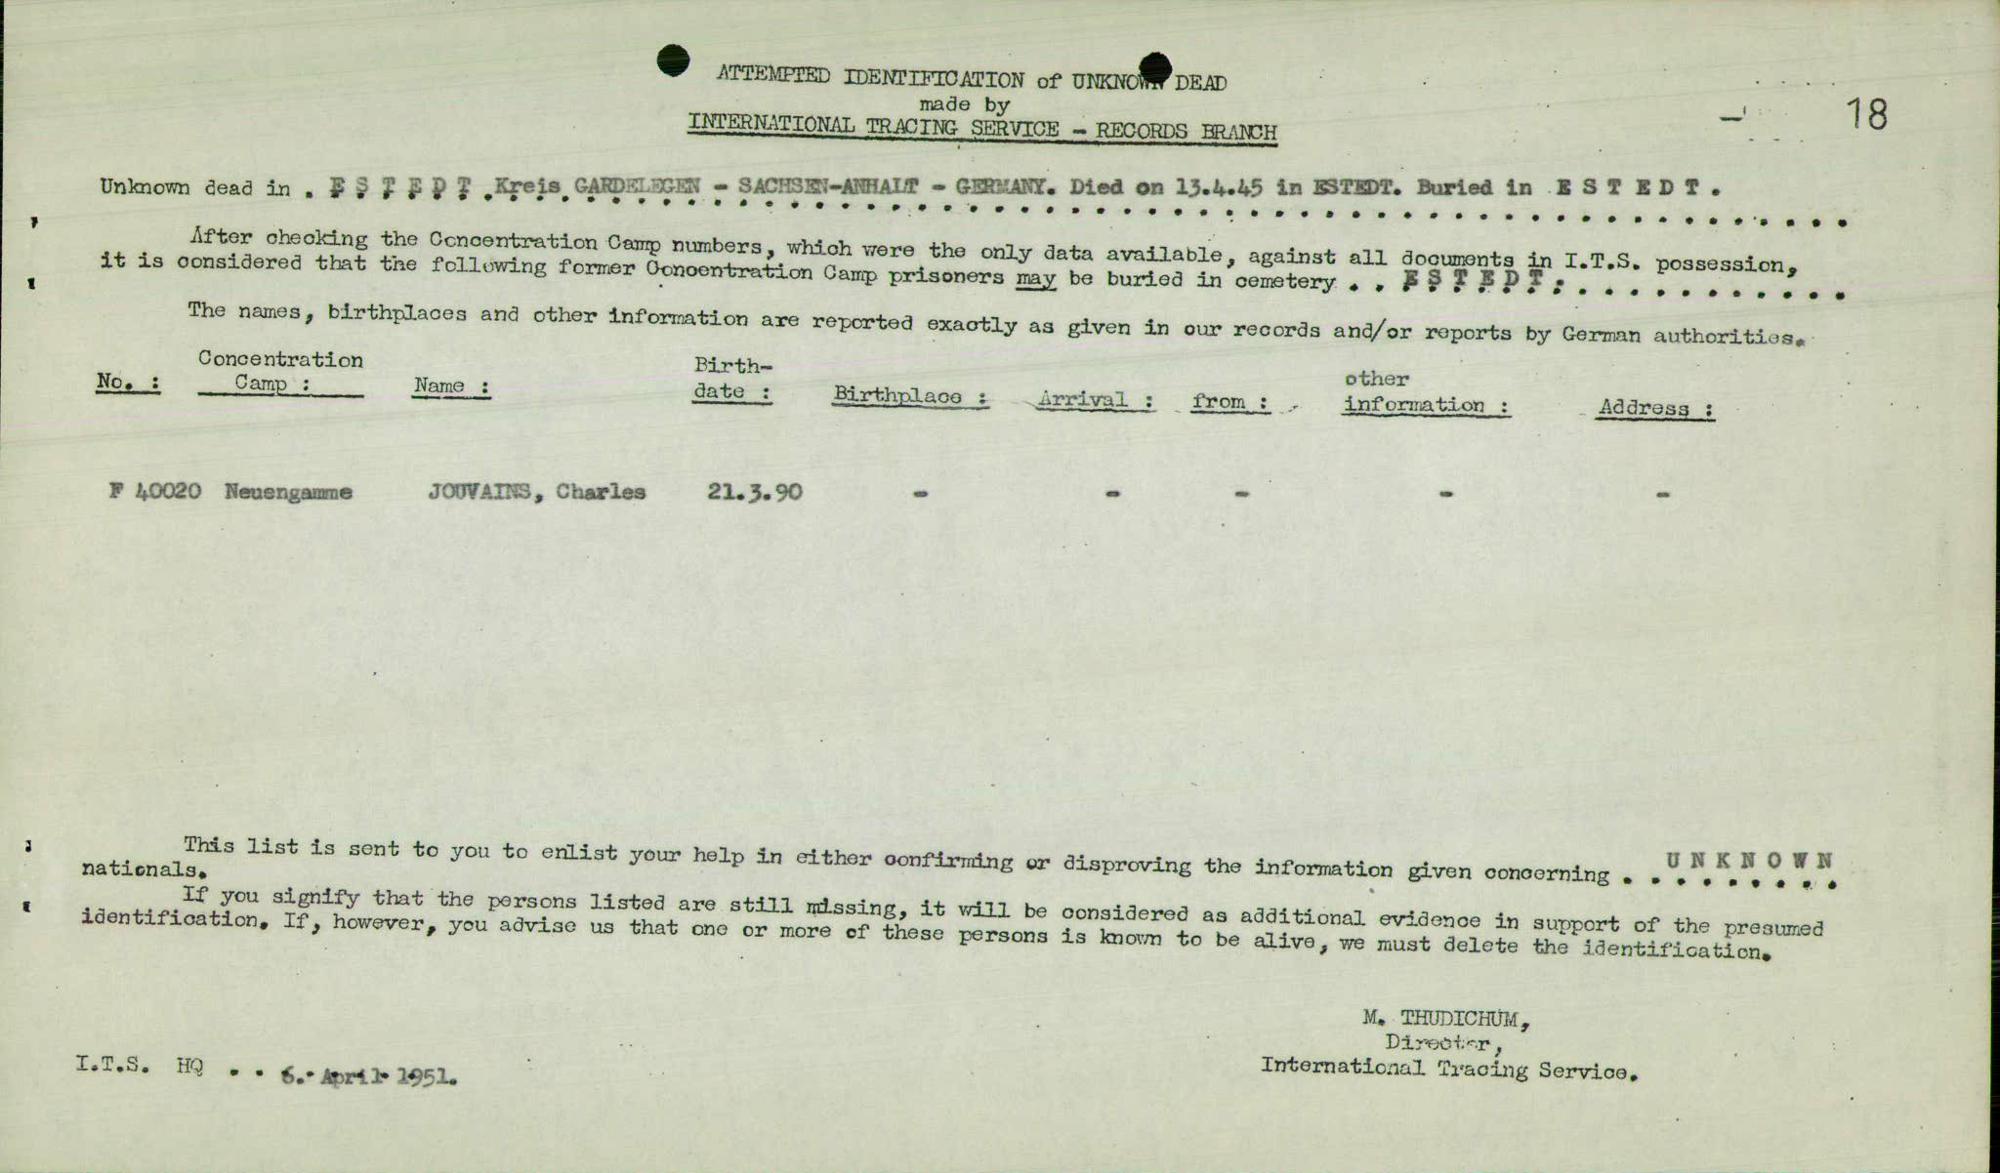 ATTEMPTED IDENTIFICATION of UNKNOWN DEAD
made by
INTERNATIONAL TRACING SERVICE - RECORDS BRANCH
18
Unknown dead in . E S T E D T . Kreis GARDELEGEN - SACHSEN-ANHALT - GERMANY. Died on 13.4.45 in ESTEDT. Buried in E S T E D T .
After checking the Concentration Camp numbers, which were the only data available, against all documents in I.T.S. possession,
it is considered that the following former Concentration Camp prisoners may be buried in cemetery . . E S T E D T . . . . . . . . . . . .
The names, birthplaces and other information are reported exactly as given in our records and/or reports by German authorities.
No. : Concentration Camp : Name : Birth-date : Birthplace : Arrival : from : other information : Address :
F 40020 Neuengamme JOUVAINS, Charles 21.3.90 - - - - -
This list is sent to you to enlist your help in either confirming or disproving the information given concerning . U N K N O W N
nationals.
If you signify that the persons listed are still missing, it will be considered as additional evidence in support of the presumed
identification. If, however, you advise us that one or more of these persons is known to be alive, we must delete the identification.
M. THUDICHUM,
Director,
International Tracing Service.
I.T.S. HQ . . 6. April 1951.